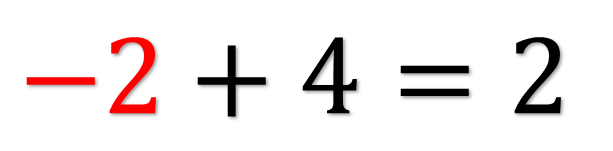 −2 + 4 = 2